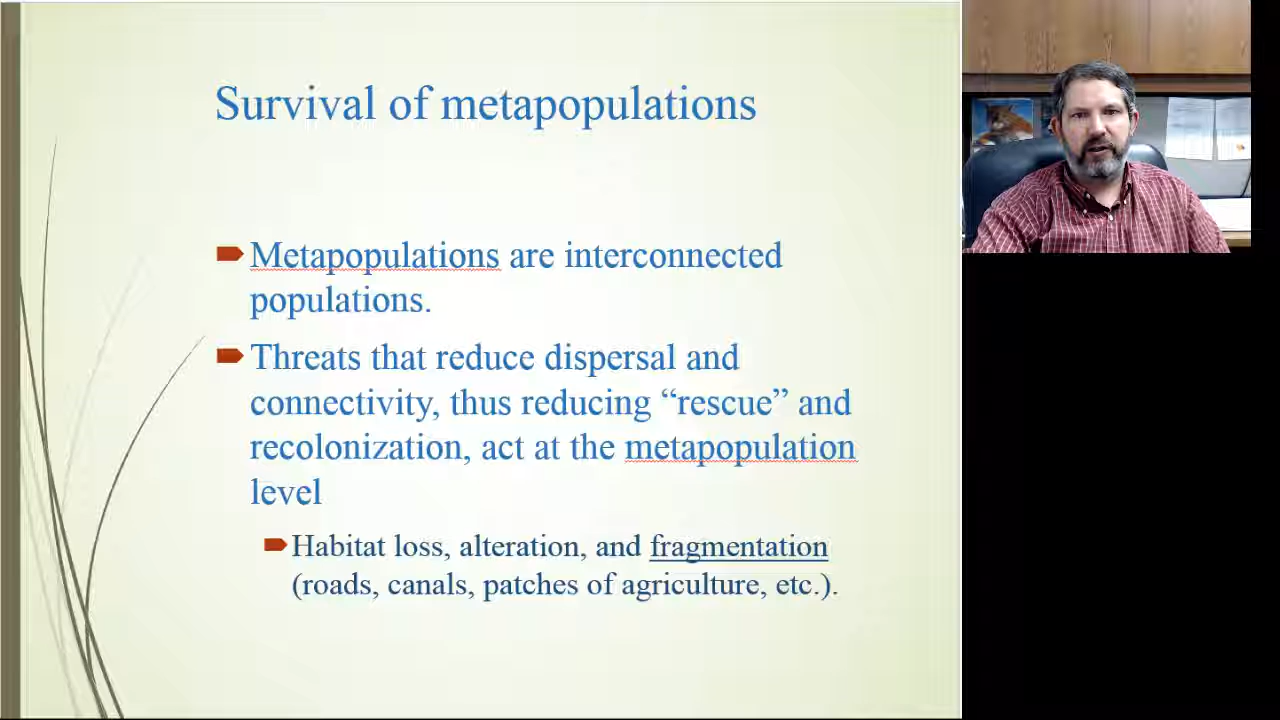 Survival of metapopulations
Metapopulations are interconnected
populations.
Threats that reduce dispersal and
connectivity, thus reducing “rescue” and
recolonization, act at the metapopulation
level
Habitat loss, alteration, and fragmentation
(roads, canals, patches of agriculture, etc.).